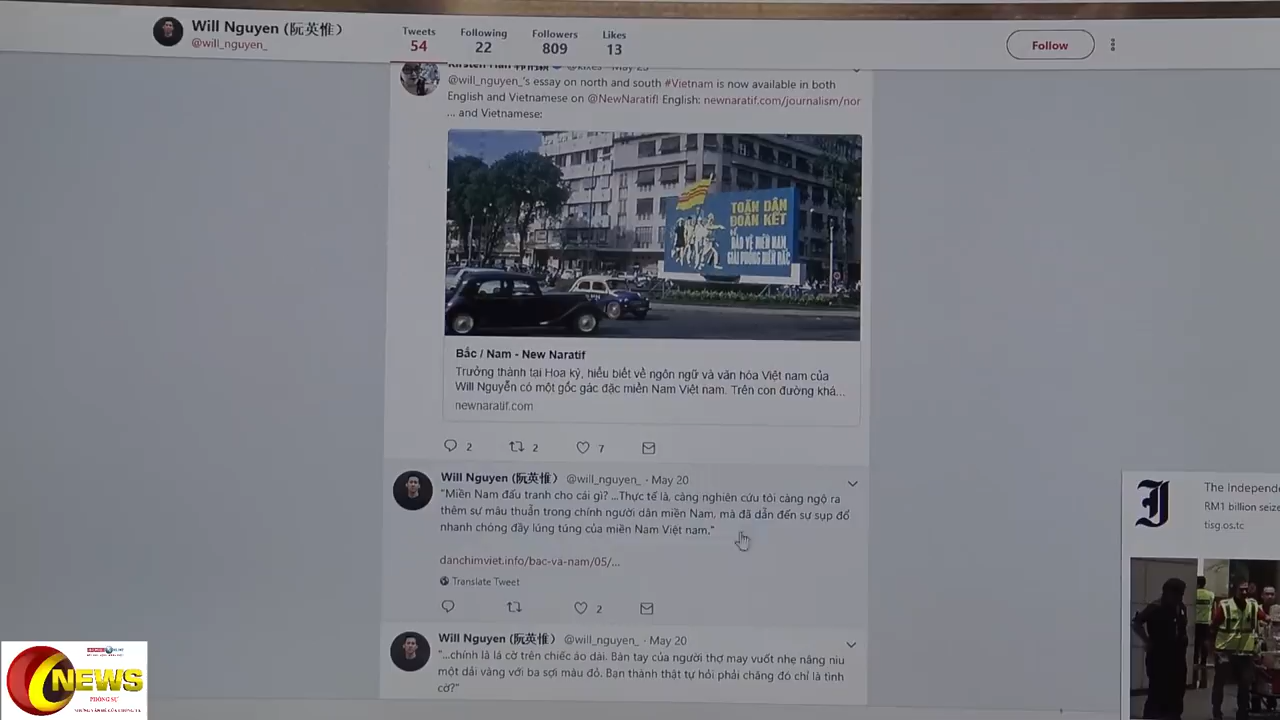 Will Nguyen (阮英惟)
@will_nguyen_
Tweets
54
Following
22
Followers
809
Likes
13
Follow
May 23
@will_nguyen_'s essay on north and south #Vietnam is now available in both
English and Vietnamese on @NewNaratif! English: newnaratif.com/journalism/nor
... and Vietnamese:
TOÀN DÂN
ĐOÀN KẾT
ĐỂ
BẢO VỆ MIỀN NAM
GIẢI PHÓNG MIỀN BẮC
Bắc / Nam - New Naratif
Trưởng thành tại Hoa kỳ, hiểu biết về ngôn ngữ và văn hóa Việt nam của
Will Nguyễn có một gốc gác đặc miền Nam Việt nam. Trên con đường khá...
newnaratif.com
2
2
7
Will Nguyen (阮英惟) @will_nguyen_ · May 20
"Miền Nam đấu tranh cho cái gì? ...Thực tế là, càng nghiên cứu tôi càng ngộ ra
thêm sự mâu thuẫn trong chính người dân miền Nam, mà đã dẫn đến sự sụp đổ
nhanh chóng đầy lúng túng của miền Nam Việt nam."
danchimviet.info/bac-va-nam/05/...
Translate Tweet
2
Will Nguyen (阮英惟) @will_nguyen_ · May 20
"...chính là lá cờ trên chiếc áo dài. Bàn tay của người thợ may vuốt nhẹ nâng niu
một dải vàng với ba sợi màu đỏ. Bạn thành thật tự hỏi phải chăng đó chỉ là tình
cờ?"
The Independe
RM1 billion seize
tisg.os.tc
CNEWS
PHÓNG SỰ